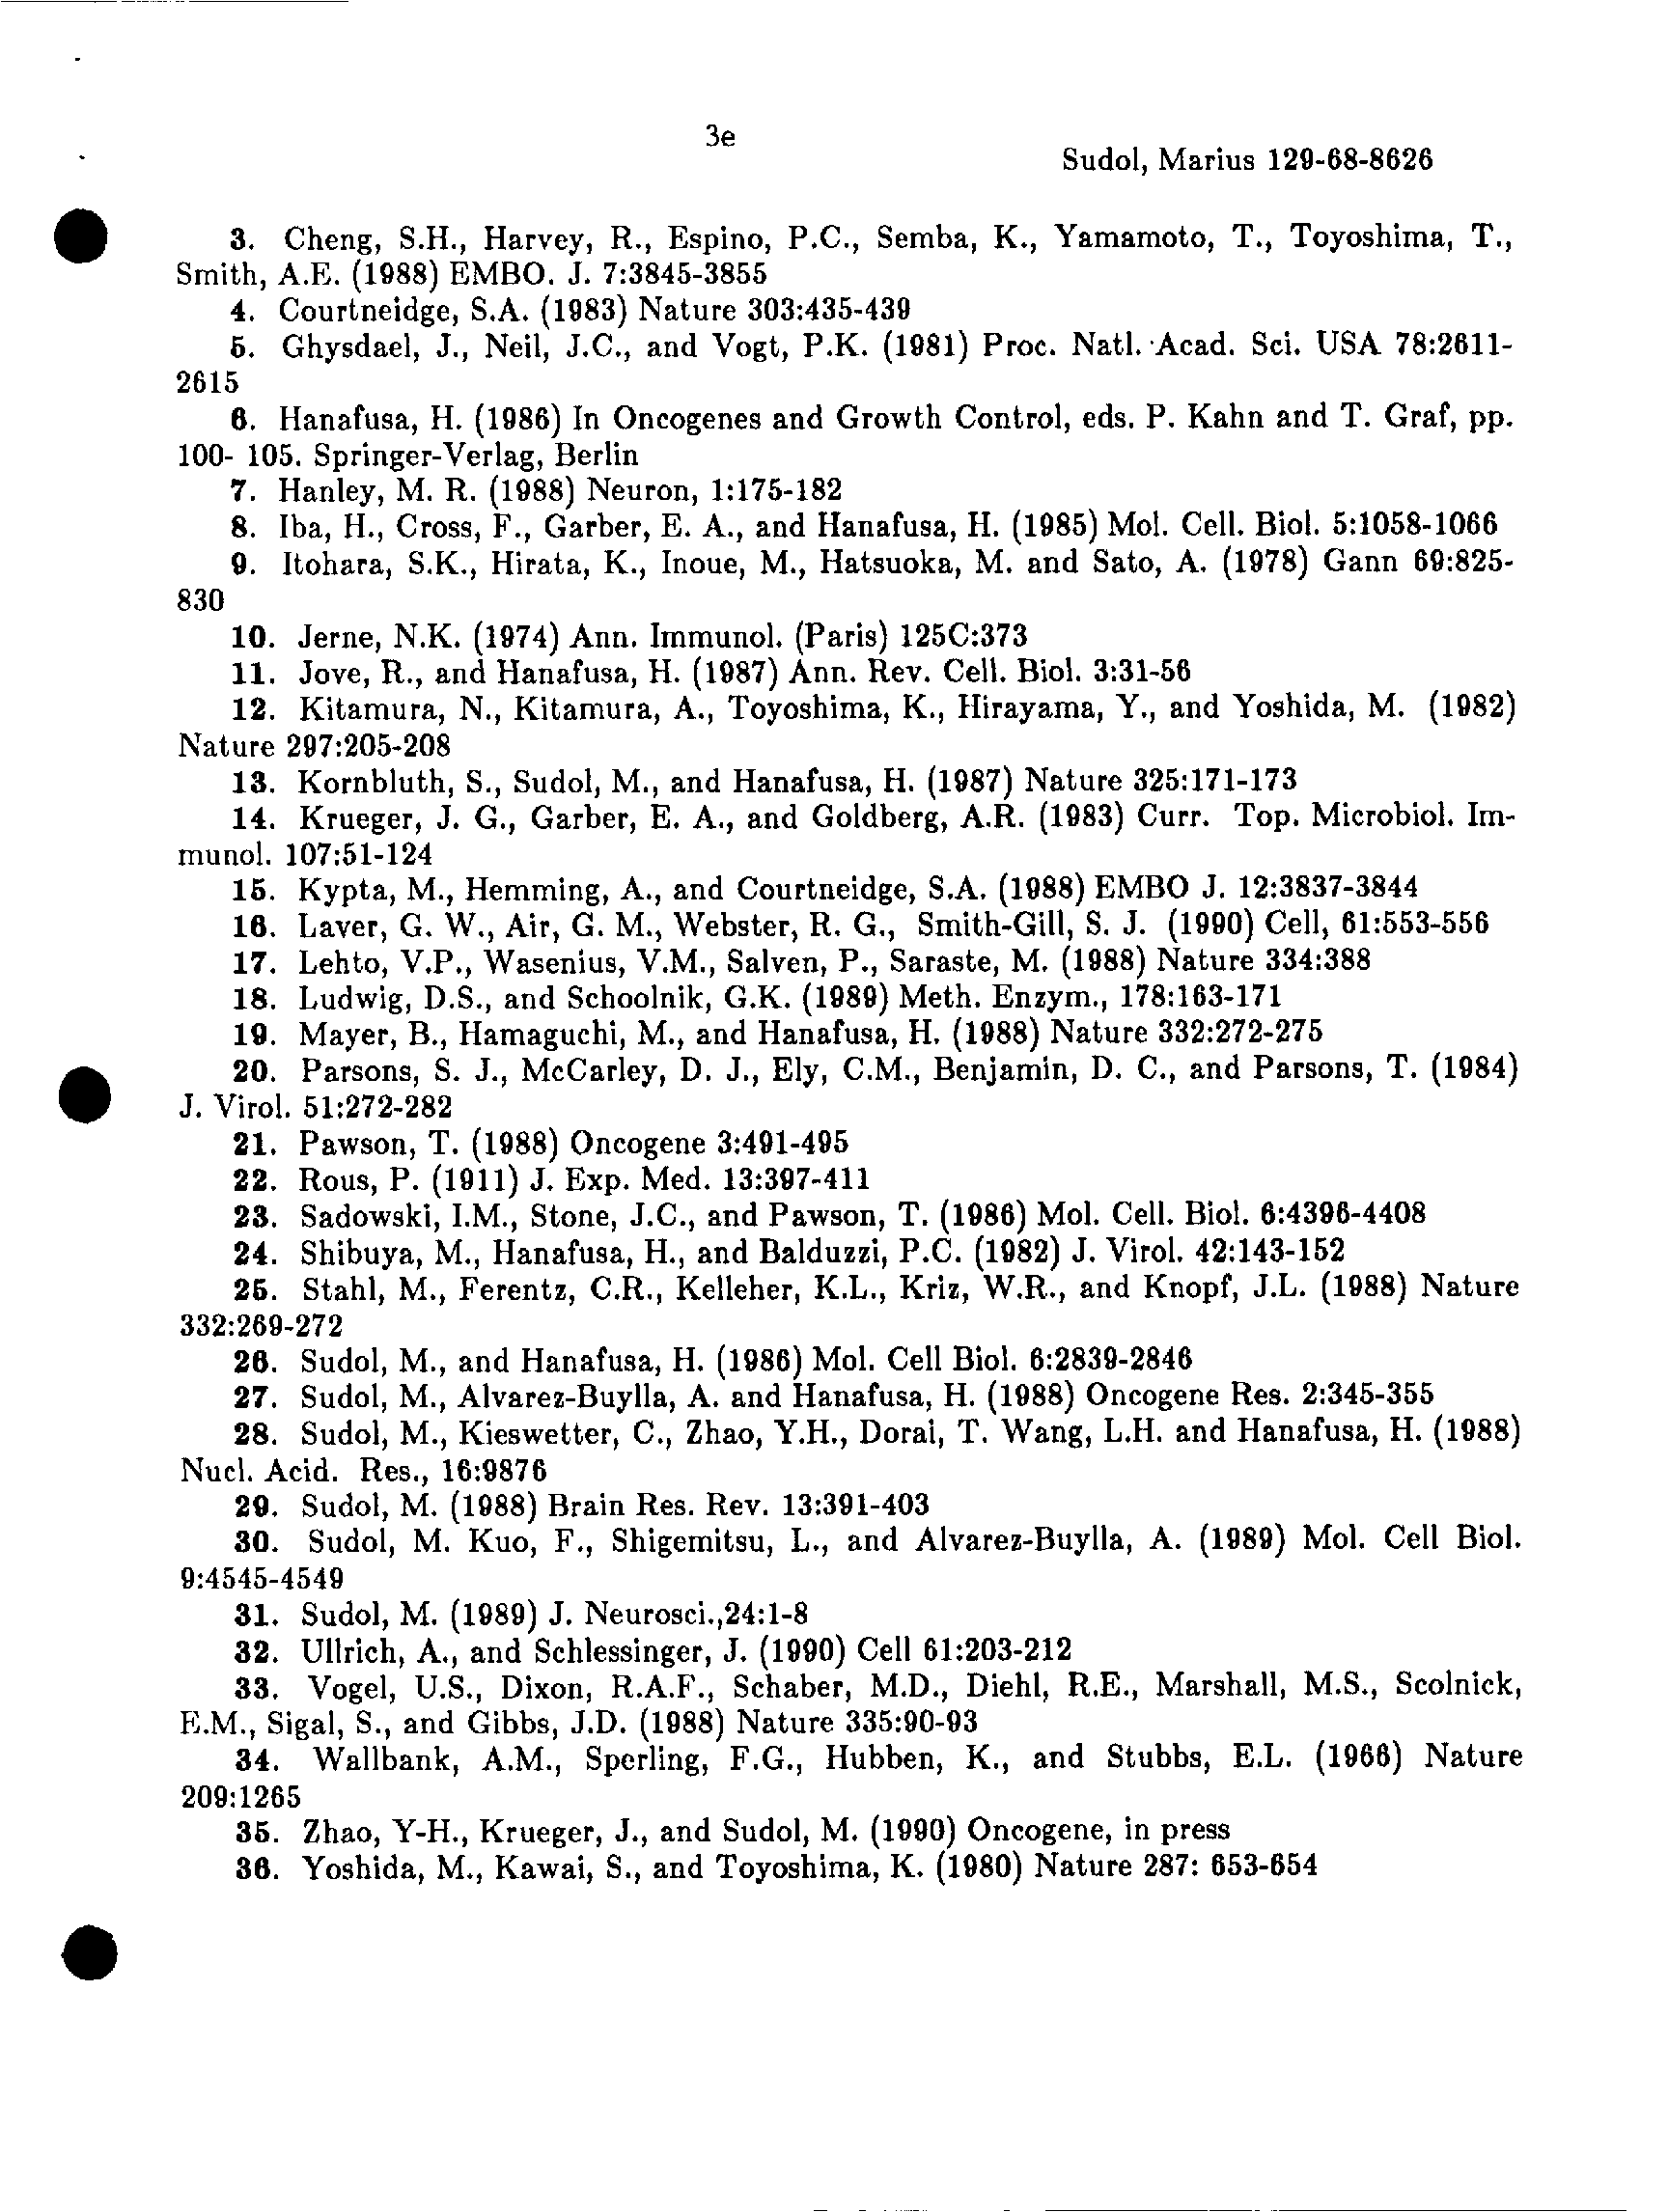 3e
Sudol, Marius 129-68-8626
3. Cheng, S.H., Harvey, R., Espino, P.C., Semba, K., Yamamoto, T., Toyoshima, T.,
Smith, A.E. (1988) EMBO. J. 7:3845-3855
4. Courtneidge, S.A. (1983) Nature 303:435-439
5. Ghysdael, J., Neil, J.C., and Vogt, P.K. (1981) Proc. Natl. Acad. Sci. USA 78:2611-
2615
6. Hanafusa, H. (1986) In Oncogenes and Growth Control, eds. P. Kahn and T. Graf, pp.
100- 105. Springer-Verlag, Berlin
7. Hanley, M. R. (1988) Neuron, 1:175-182
8. Iba, H., Cross, F., Garber, E. A., and Hanafusa, H. (1985) Mol. Cell. Biol. 5:1058-1066
9. Itohara, S.K., Hirata, K., Inoue, M., Hatsuoka, M. and Sato, A. (1978) Gann 69:825-
830
10. Jerne, N.K. (1974) Ann. Immunol. (Paris) 125C:373
11. Jove, R., and Hanafusa, H. (1987) Ann. Rev. Cell. Biol. 3:31-56
12. Kitamura, N., Kitamura, A., Toyoshima, K., Hirayama, Y., and Yoshida, M. (1982)
Nature 297:205-208
13. Kornbluth, S., Sudol, M., and Hanafusa, H. (1987) Nature 325:171-173
14. Krueger, J. G., Garber, E. A., and Goldberg, A.R. (1983) Curr. Top. Microbiol. Im-
munol. 107:51-124
15. Kypta, M., Hemming, A., and Courtneidge, S.A. (1988) EMBO J. 12:3837-3844
16. Laver, G. W., Air, G. M., Webster, R. G., Smith-Gill, S. J. (1990) Cell, 61:553-556
17. Lehto, V.P., Wasenius, V.M., Salven, P., Saraste, M. (1988) Nature 334:388
18. Ludwig, D.S., and Schoolnik, G.K. (1989) Meth. Enzym., 178:163-171
19. Mayer, B., Hamaguchi, M., and Hanafusa, H. (1988) Nature 332:272-275
20. Parsons, S. J., McCarley, D. J., Ely, C.M., Benjamin, D. C., and Parsons, T. (1984)
J. Virol. 51:272-282
21. Pawson, T. (1988) Oncogene 3:491-495
22. Rous, P. (1911) J. Exp. Med. 13:397-411
23. Sadowski, I.M., Stone, J.C., and Pawson, T. (1986) Mol. Cell. Biol. 6:4396-4408
24. Shibuya, M., Hanafusa, H., and Balduzzi, P.C. (1982) J. Virol. 42:143-152
25. Stahl, M., Ferentz, C.R., Kelleher, K.L., Kriz, W.R., and Knopf, J.L. (1988) Nature
332:269-272
26. Sudol, M., and Hanafusa, H. (1986) Mol. Cell Biol. 6:2839-2846
27. Sudol, M., Alvarez-Buylla, A. and Hanafusa, H. (1988) Oncogene Res. 2:345-355
28. Sudol, M., Kieswetter, C., Zhao, Y.H., Dorai, T. Wang, L.H. and Hanafusa, H. (1988)
Nucl. Acid. Res., 16:9876
29. Sudol, M. (1988) Brain Res. Rev. 13:391-403
30. Sudol, M. Kuo, F., Shigemitsu, L., and Alvarez-Buylla, A. (1989) Mol. Cell Biol.
9:4545-4549
31. Sudol, M. (1989) J. Neurosci.,24:1-8
32. Ullrich, A., and Schlessinger, J. (1990) Cell 61:203-212
33. Vogel, U.S., Dixon, R.A.F., Schaber, M.D., Diehl, R.E., Marshall, M.S., Scolnick,
E.M., Sigal, S., and Gibbs, J.D. (1988) Nature 335:90-93
34. Wallbank, A.M., Sperling, F.G., Hubben, K., and Stubbs, E.L. (1966) Nature
209:1265
35. Zhao, Y-H., Krueger, J., and Sudol, M. (1990) Oncogene, in press
36. Yoshida, M., Kawai, S., and Toyoshima, K. (1980) Nature 287: 653-654